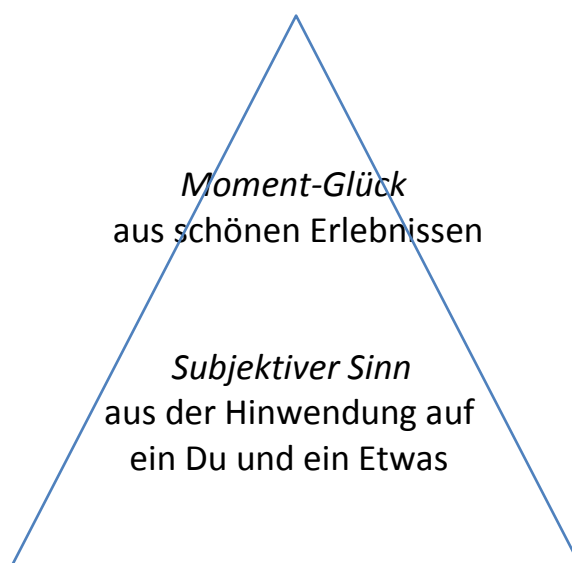 Moment-Glück
aus schönen Erlebnissen
Subjektiver Sinn
aus der Hinwendung auf
ein Du und ein Etwas